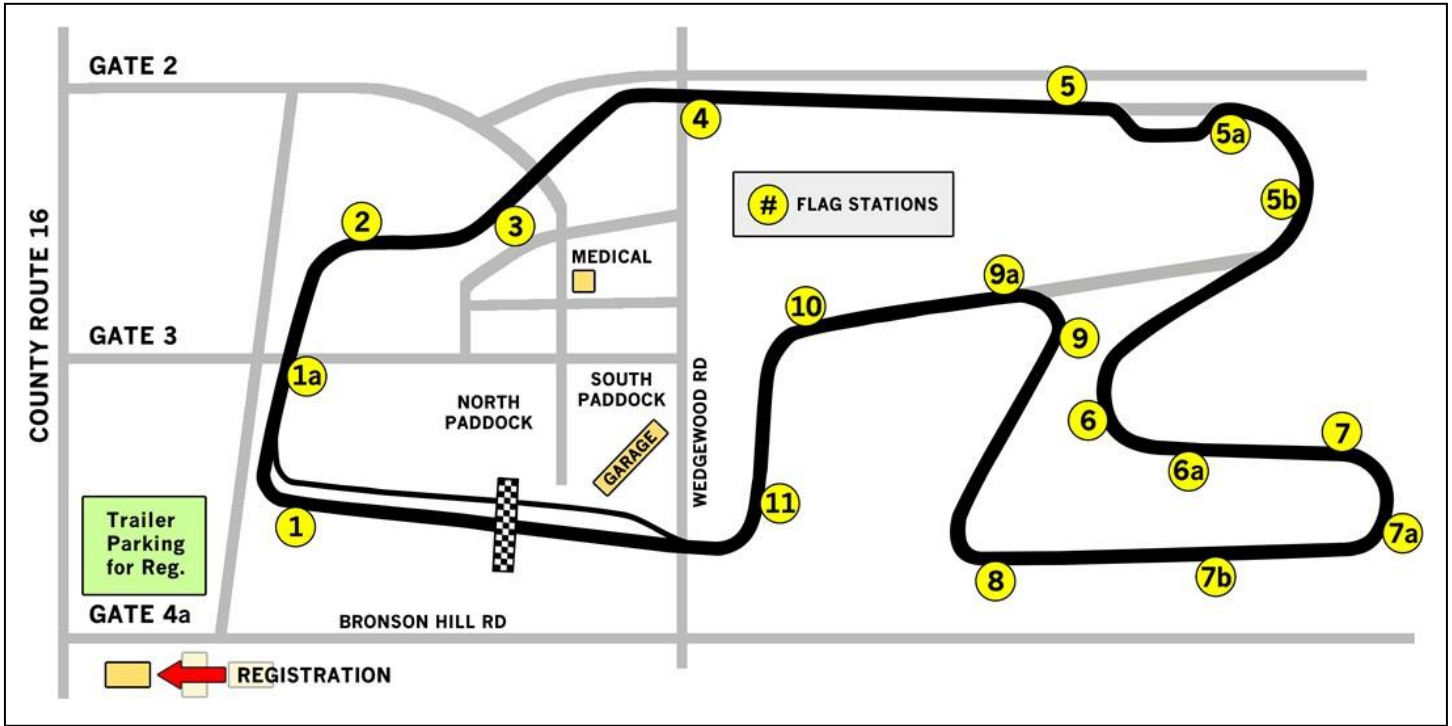 GATE 2
5
4
5a
2
3
# FLAG STATIONS
5b
COUNTY ROUTE 16
MEDICAL
9a
10
GATE 3
9
1a
SOUTH
PADDOCK
NORTH
PADDOCK
WEDGEWOOD RD
6
7
GARAGE
6a
11
Trailer
Parking
for Reg.
1
7a
8
7b
GATE 4a
BRONSON HILL RD
REGISTRATION